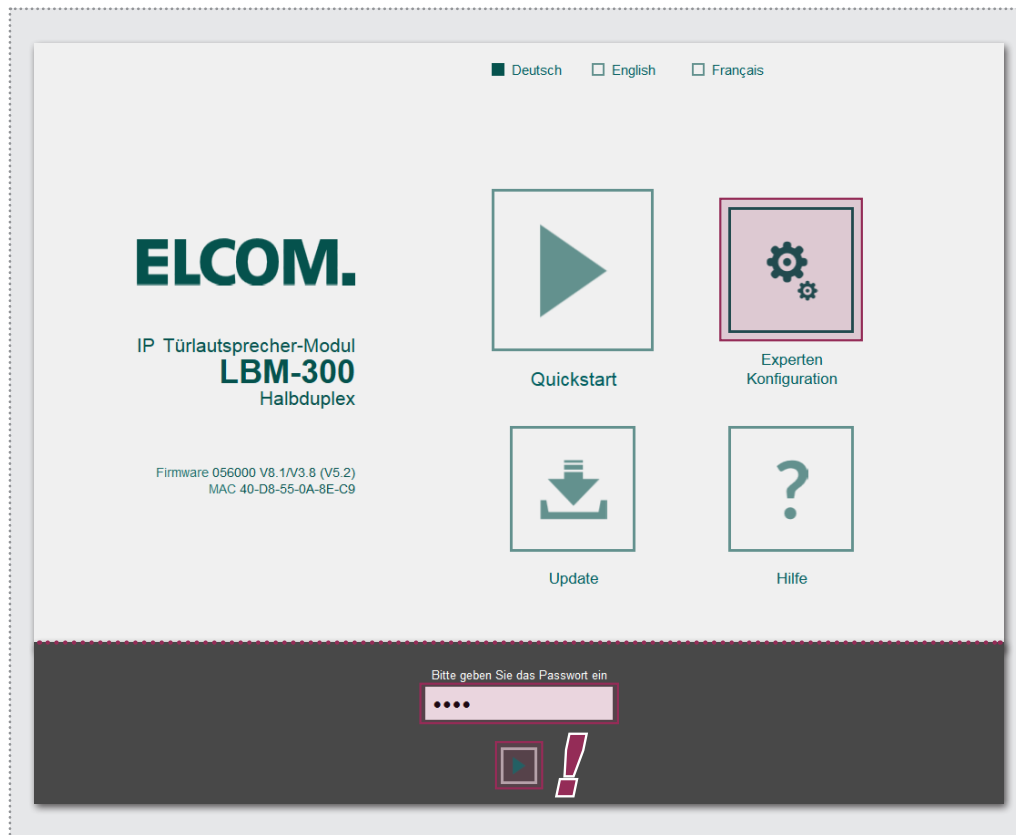 Deutsch English Français
ELCOM.
IP Türlautsprecher-Modul
LBM-300
Halbduplex
Firmware 056000 V8.1/V3.8 (V5.2)
MAC 40-D8-55-0A-8E-C9
Quickstart
Experten
Konfiguration
?
Update
Hilfe
Bitte geben Sie das Passwort ein
••••
!